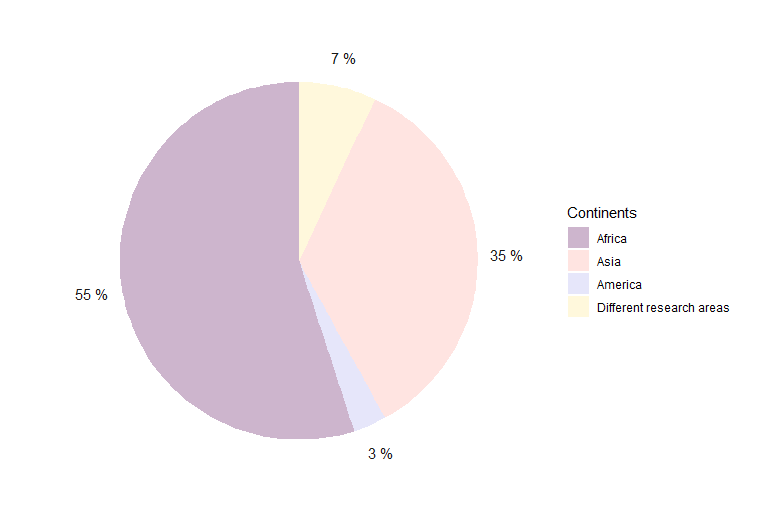 7 %
35 %
55 %
3 %
Continents
Africa
Asia
America
Different research areas